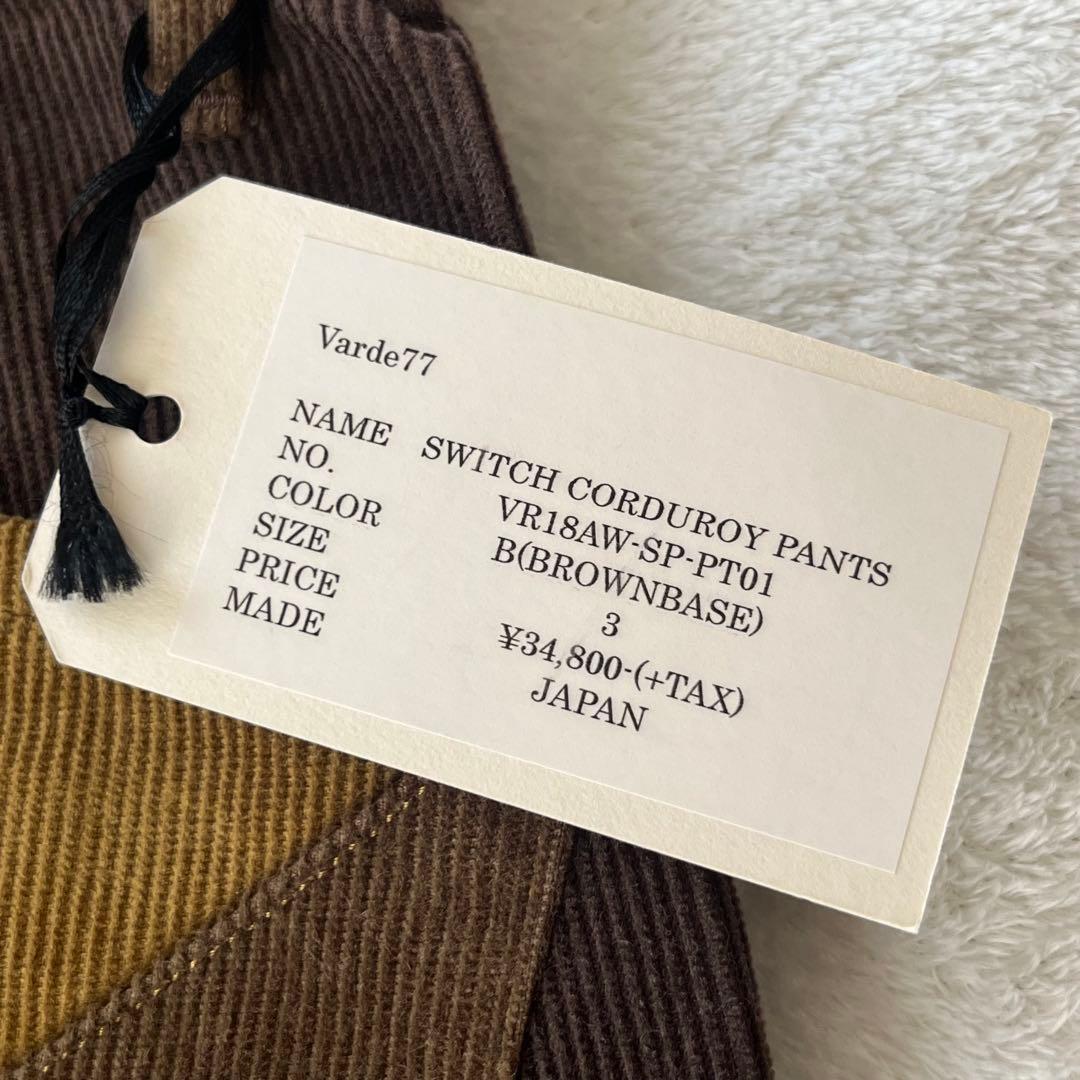 Varde77
NAME SWITCH CORDUROY PANTS
NO. VR18AW-SP-PT01
COLOR B(BROWNBASE)
SIZE 3
PRICE ¥34,800-(+TAX)
MADE JAPAN